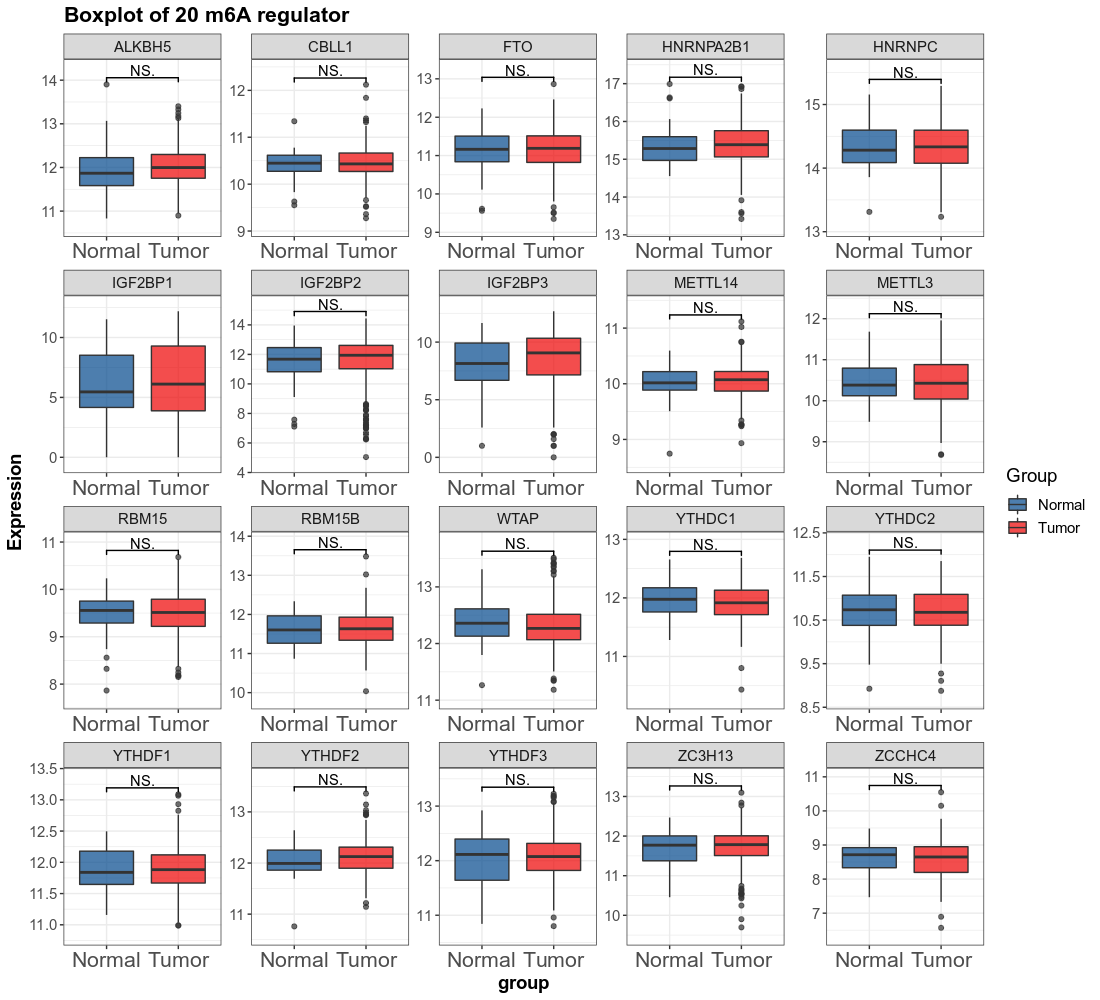 Boxplot of 20 m6A regulator
ALKBH5 CBLL1 FTO HNRNPA2B1 HNRNPC
NS. NS. NS. NS. NS.
14 13 12 11
12 11 10 9
13 12 11 10 9
17 16 15 14 13
15 14 13
Normal Tumor Normal Tumor Normal Tumor Normal Tumor Normal Tumor
IGF2BP1 IGF2BP2 IGF2BP3 METTL14 METTL3
NS. NS. NS.
10 5 0
14 12 10 8 6 4
10 5 0
11 10 9
12 11 10 9
Normal Tumor Normal Tumor Normal Tumor Normal Tumor Normal Tumor
RBM15 RBM15B WTAP YTHDC1 YTHDC2
NS. NS. NS. NS. NS.
11 10 9 8
14 13 12 11 10
13 12 11
13 12 11
12.5 11.5 10.5 9.5 8.5
Normal Tumor Normal Tumor Normal Tumor Normal Tumor Normal Tumor
YTHDF1 YTHDF2 YTHDF3 ZC3H13 ZCCHC4
NS. NS. NS. NS. NS.
13.5 13.0 12.5 12.0 11.5 11.0
13 12 11
13 12 11
13 12 11 10
11 10 9 8 7
Normal Tumor Normal Tumor Normal Tumor Normal Tumor Normal Tumor
group
Expression
Group
Normal
Tumor